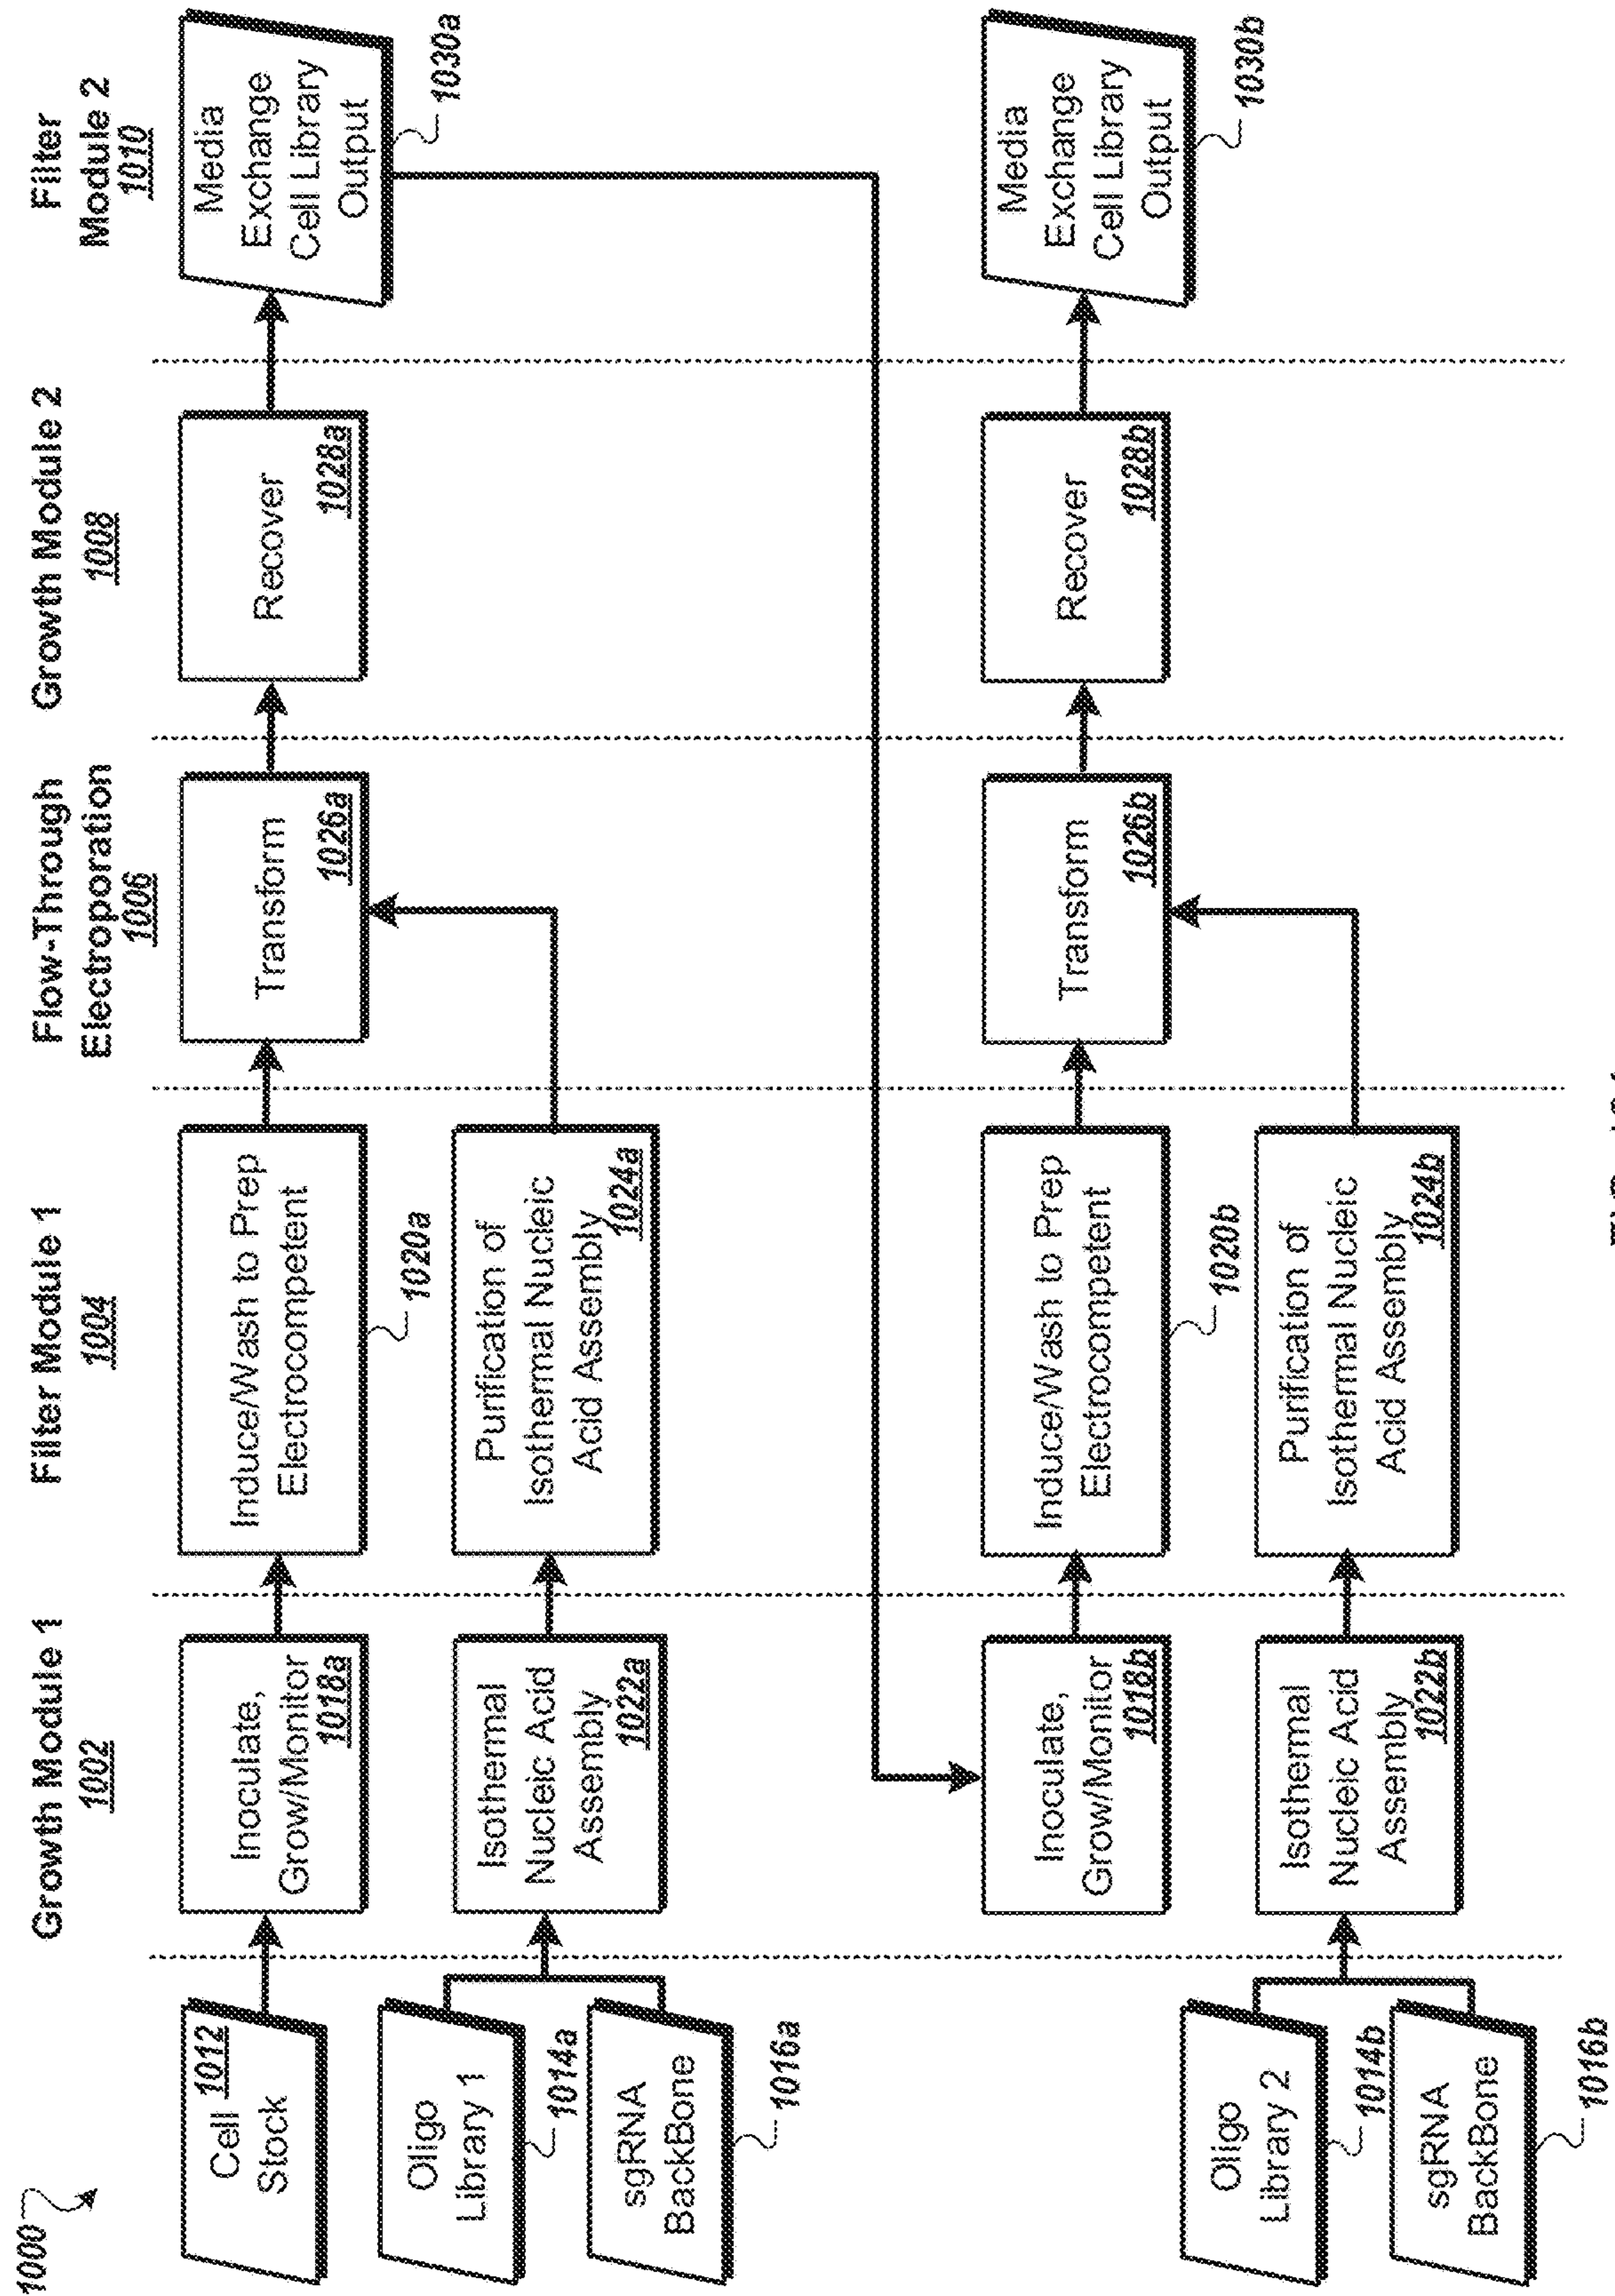 1000
Growth Module 1
1002
Filter Module 1
1004
Flow-Through
Electroporation
1006
Growth Module 2
1008
Filter
Module 2
1010
Cell
Stock
1012
Inoculate,
Grow/Monitor
1018a
Induce/Wash to Prep
Electrocompetent
1020a
Transform
1026a
Recover
1028a
Media
Exchange
Cell Library
Output
1030a
Oligo
Library 1
1014a
sgRNA
BackBone
1016a
Isothermal
Nucleic Acid
Assembly
1022a
Purification of
Isothermal Nucleic
Acid Assembly
1024a
Inoculate,
Grow/Monitor
1018b
Induce/Wash to Prep
Electrocompetent
1020b
Transform
1026b
Recover
1028b
Media
Exchange
Cell Library
Output
1030b
Oligo
Library 2
1014b
sgRNA
BackBone
1016b
Isothermal
Nucleic Acid
Assembly
1022b
Purification of
Isothermal Nucleic
Acid Assembly
1024b